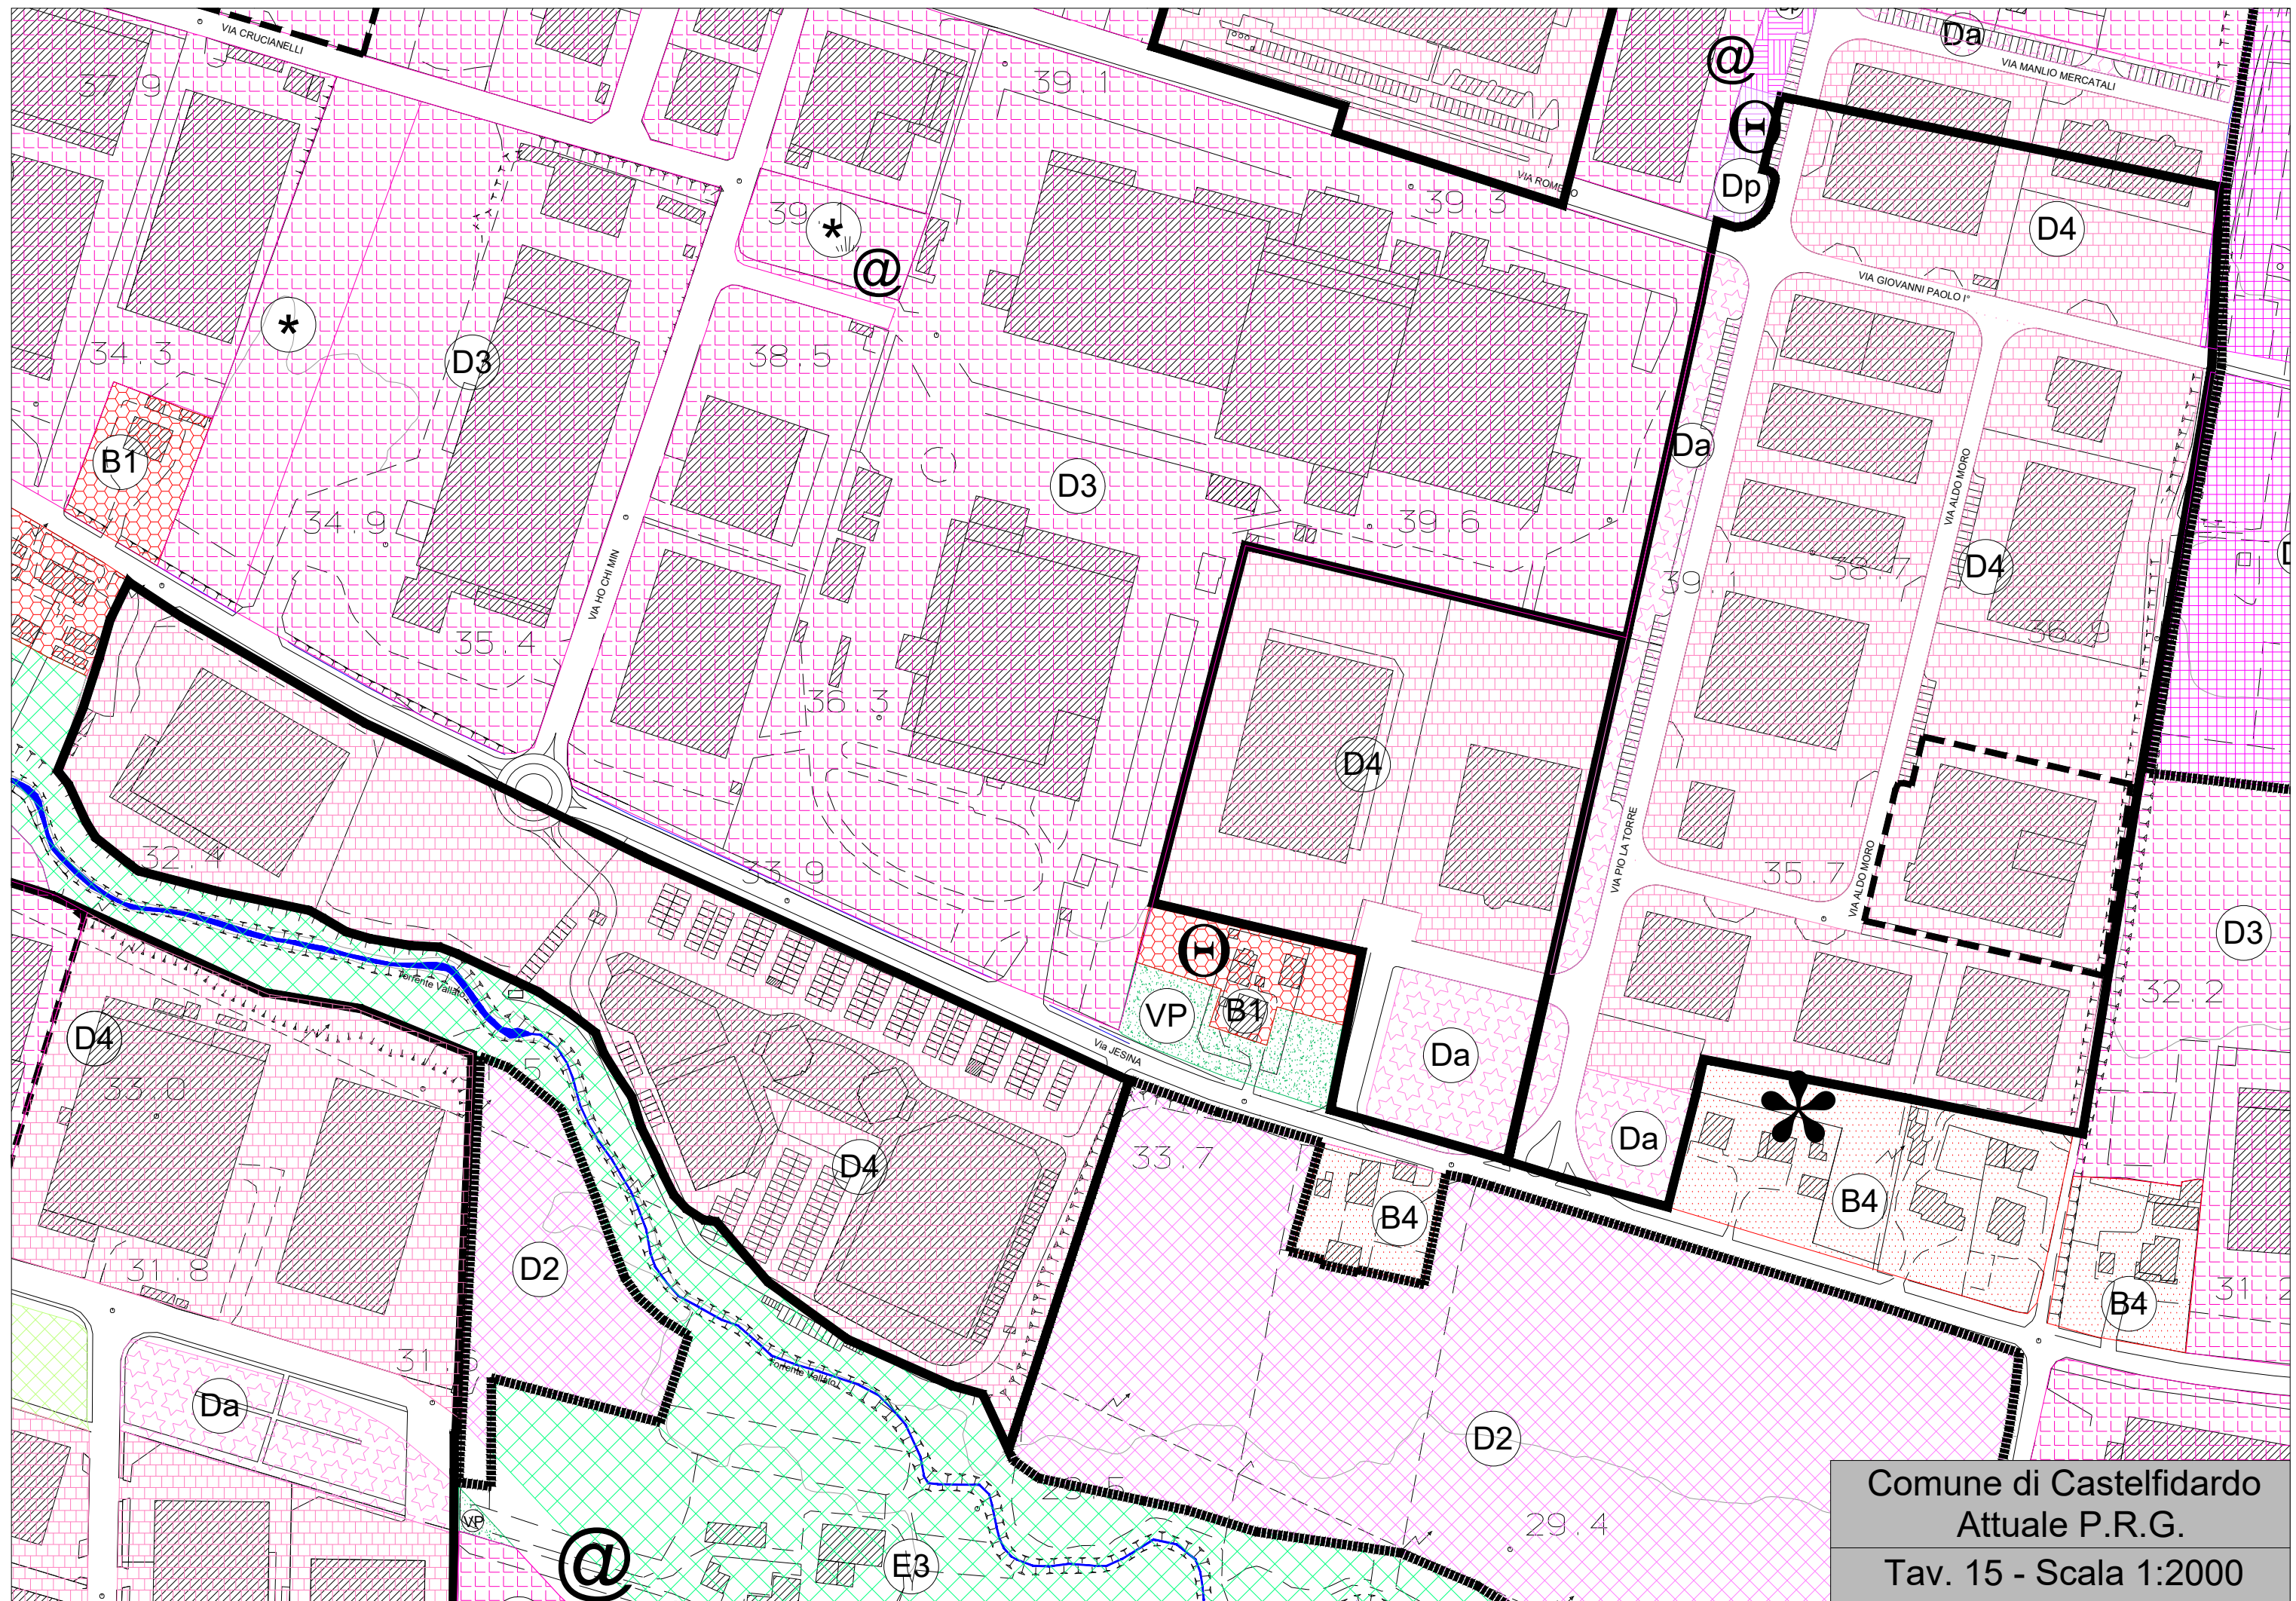 VIA CRUCIANELLI
Dp
Da
@
VIA MANLIO MERCATALI
37.9
39.1
Θ
VIA ROMERO
Dp
39.1
*
39.3
D4
@
VIA GIOVANNI PAOLO I°
*
34.3
D3
38.5
B1
Da
D3
34.9
39.6
VIA ALDO MORO
VIA HO CHI MIN
D4
39.1
38.7
35.4
36.9
36.3
D4
32.4
33.9
VIA PIO LA TORRE
35.7
VIA ALDO MORO
D3
Θ
Torrente Vallato
32.2
VP
B1
D4
Via JESINA
Da
33.0
*
Da
33.7
D4
B4
B4
31.8
D2
B4
31.2
Torrente Vallato
Da
D2
29.4
VP
@
E3
Comune di Castelfidardo
Attuale P.R.G.
Tav. 15 - Scala 1:2000